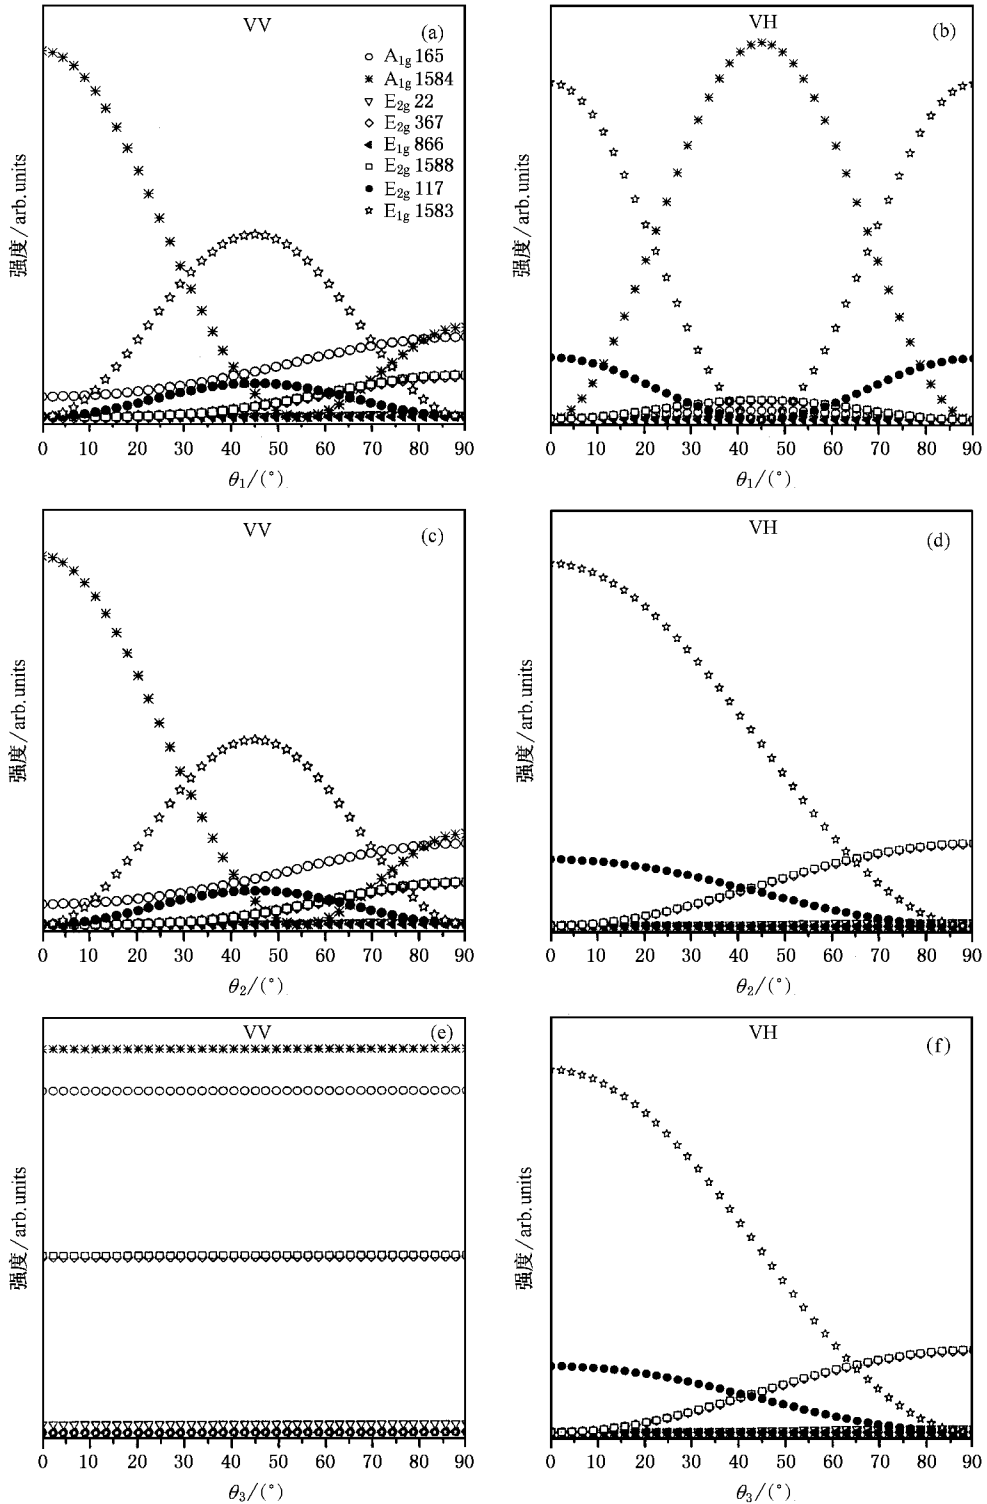 VV
(a)
○ A1g 165
✳ A1g 1584
▽ E2g 22
◇ E2g 367
◀ E1g 866
□ E2g 1588
● E2g 117
☆ E1g 1583
强度/arb.units
0 10 20 30 40 50 60 70 80 90
θ1/(°)
VH
(b)
强度/arb.units
0 10 20 30 40 50 60 70 80 90
θ1/(°)
VV
(c)
强度/arb.units
0 10 20 30 40 50 60 70 80 90
θ2/(°)
VH
(d)
强度/arb.units
0 10 20 30 40 50 60 70 80 90
θ2/(°)
VV
(e)
强度/arb.units
0 10 20 30 40 50 60 70 80 90
θ3/(°)
VH
(f)
强度/arb.units
0 10 20 30 40 50 60 70 80 90
θ3/(°)